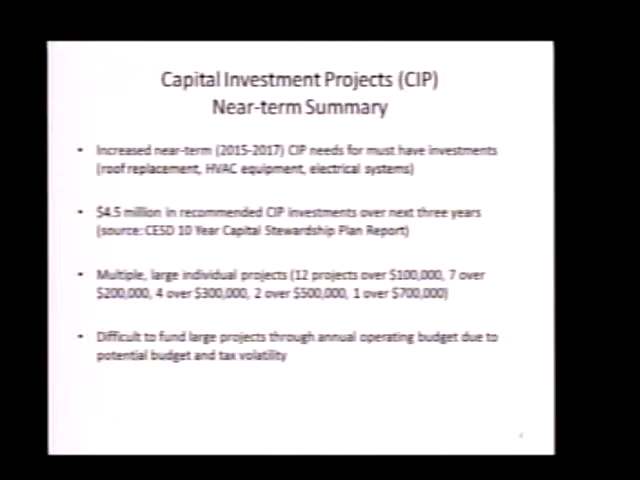 Capital Investment Projects (CIP)
Near-term Summary
• Increased near-term (2015-2017) CIP needs for must have investments
(roof replacement, HVAC equipment, electrical systems)
• $4.5 million in recommended CIP investments over next three years
(source: CESD 10 Year Capital Stewardship Plan Report)
• Multiple, large individual projects (12 projects over $100,000, 7 over
$200,000, 4 over $300,000, 2 over $500,000, 1 over $700,000)
• Difficult to fund large projects through annual operating budget due to
potential budget and tax volatility